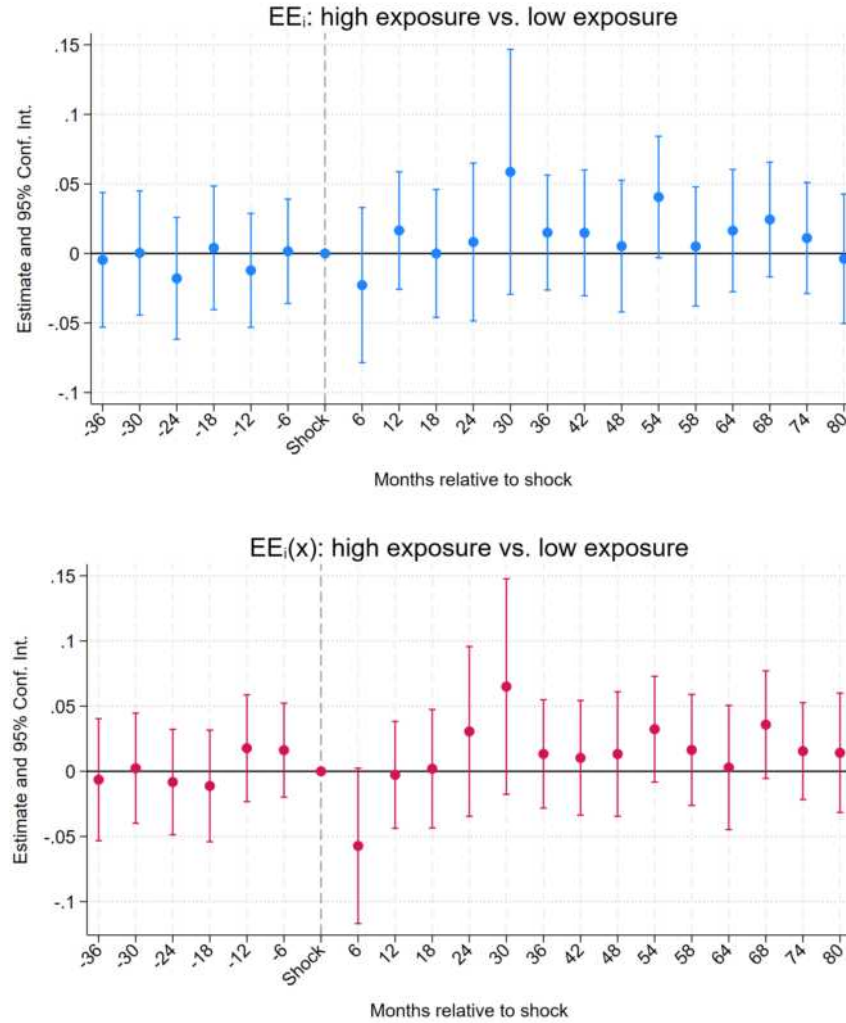 EEᵢ: high exposure vs. low exposure
Estimate and 95% Conf. Int.
.15
.1
.05
0
-.05
-.1
-36 -30 -24 -18 -12 -6 Shock 6 12 18 24 30 36 42 48 54 58 64 68 74 80
Months relative to shock
EEᵢ(x): high exposure vs. low exposure
Estimate and 95% Conf. Int.
.15
.1
.05
0
-.05
-.1
-36 -30 -24 -18 -12 -6 Shock 6 12 18 24 30 36 42 48 54 58 64 68 74 80
Months relative to shock